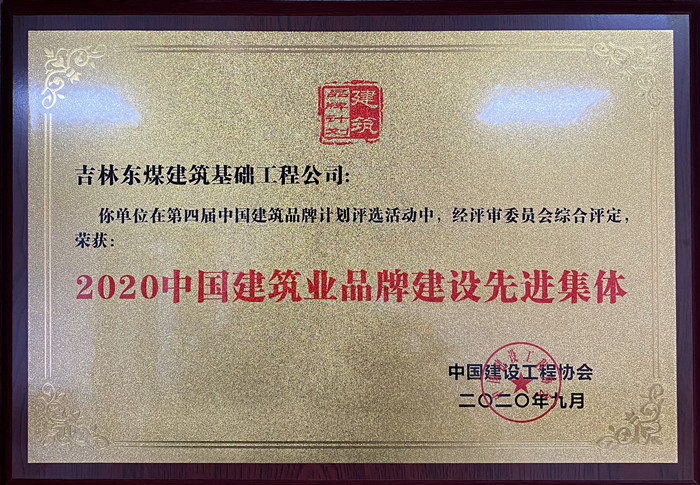 建筑
品牌计划
吉林东煤建筑基础工程公司:
你单位在第四届中国建筑品牌计划评选活动中，经评审委员会综合评定，
荣获：
2020中国建筑业品牌建设先进集体
中国建设工程协会
二〇二〇年九月